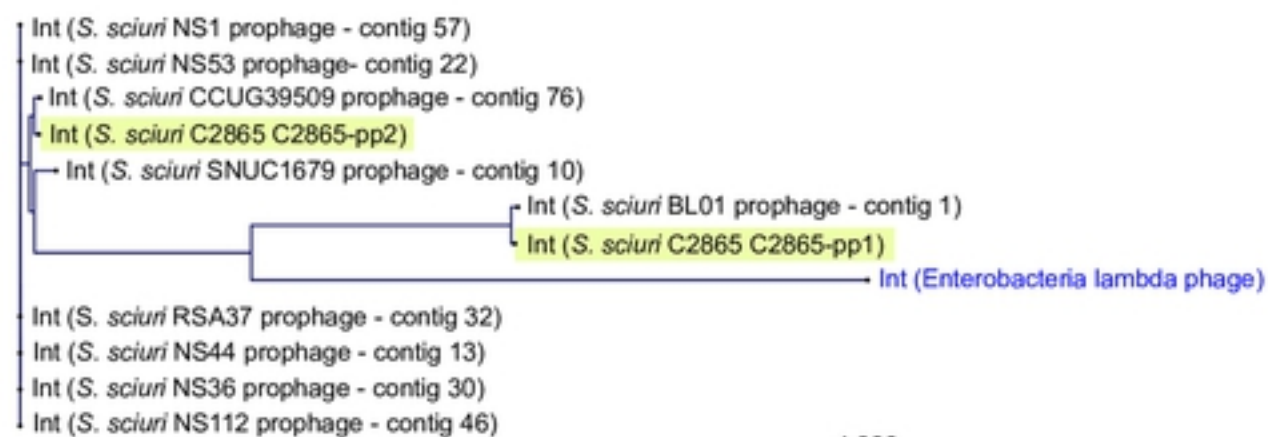 Int (S. sciuri NS1 prophage - contig 57)
Int (S. sciuri NS53 prophage- contig 22)
Int (S. sciuri CCUG39509 prophage - contig 76)
Int (S. sciuri C2865 C2865-pp2)
Int (S. sciuri SNUC1679 prophage - contig 10)
Int (S. sciuri BL01 prophage - contig 1)
Int (S. sciuri C2865 C2865-pp1)
Int (Enterobacteria lambda phage)
Int (S. sciuri RSA37 prophage - contig 32)
Int (S. sciuri NS44 prophage - contig 13)
Int (S. sciuri NS36 prophage - contig 30)
Int (S. sciuri NS112 prophage - contig 46)